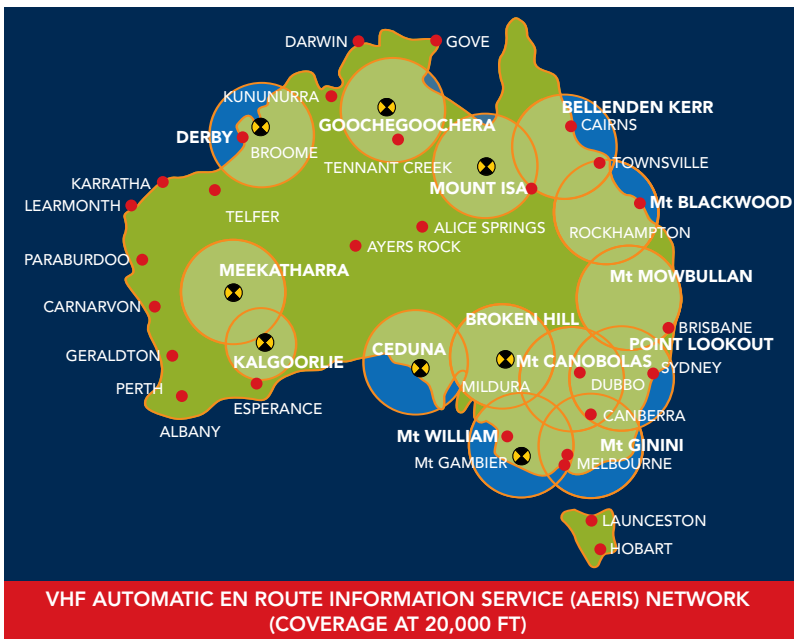 DARWIN
GOVE
KUNUNURRA
BELLENDEN KERR
GOOCHEGOOCHERA
CAIRNS
DERBY
BROOME
TENNANT CREEK
TOWNSVILLE
KARRATHA
MOUNT ISA
LEARMONTH
Mt BLACKWOOD
TELFER
ALICE SPRINGS
ROCKHAMPTON
AYERS ROCK
PARABURDOO
MEEKATHARRA
Mt MOWBULLAN
CARNARVON
BROKEN HILL
BRISBANE
POINT LOOKOUT
GERALDTON
KALGOORLIE
CEDUNA
Mt CANOBOLAS
SYDNEY
PERTH
MILDURA
DUBBO
ESPERANCE
CANBERRA
ALBANY
Mt WILLIAM
Mt GININI
Mt GAMBIER
MELBOURNE
LAUNCESTON
HOBART
VHF AUTOMATIC EN ROUTE INFORMATION SERVICE (AERIS) NETWORK
(COVERAGE AT 20,000 FT)